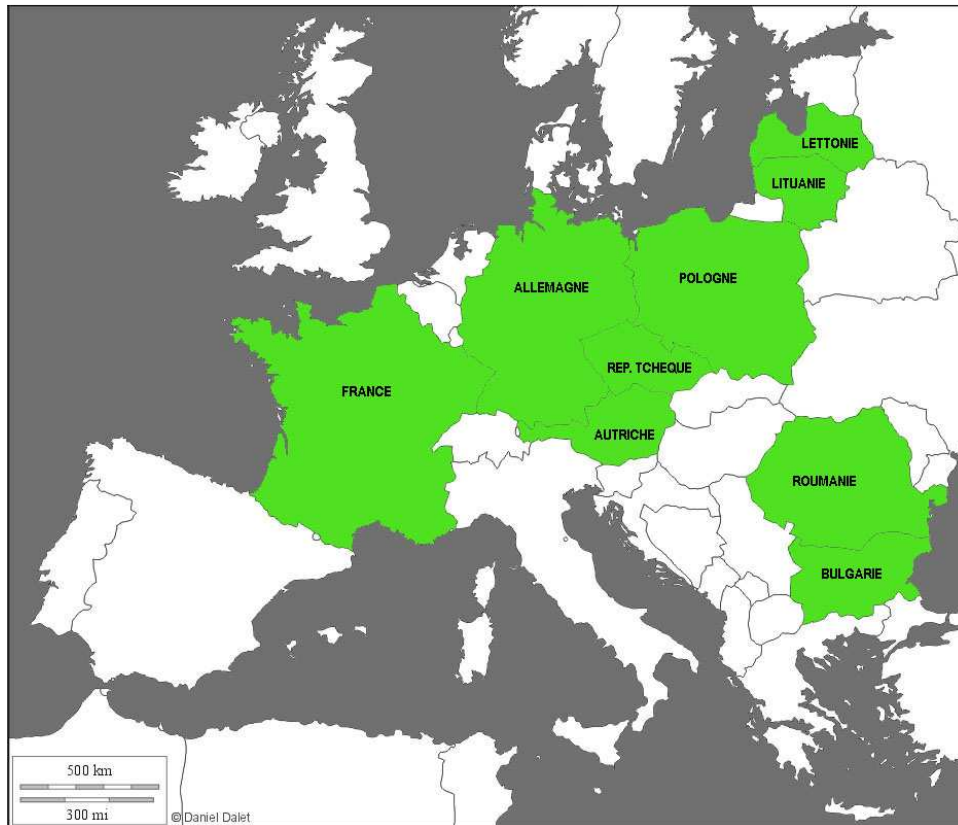 LETTONIE
LITUANIE
POLOGNE
ALLEMAGNE
REP. TCHEQUE
FRANCE
AUTRICHE
ROUMANIE
BULGARIE
500 km
300 mi
© Daniel Dalet